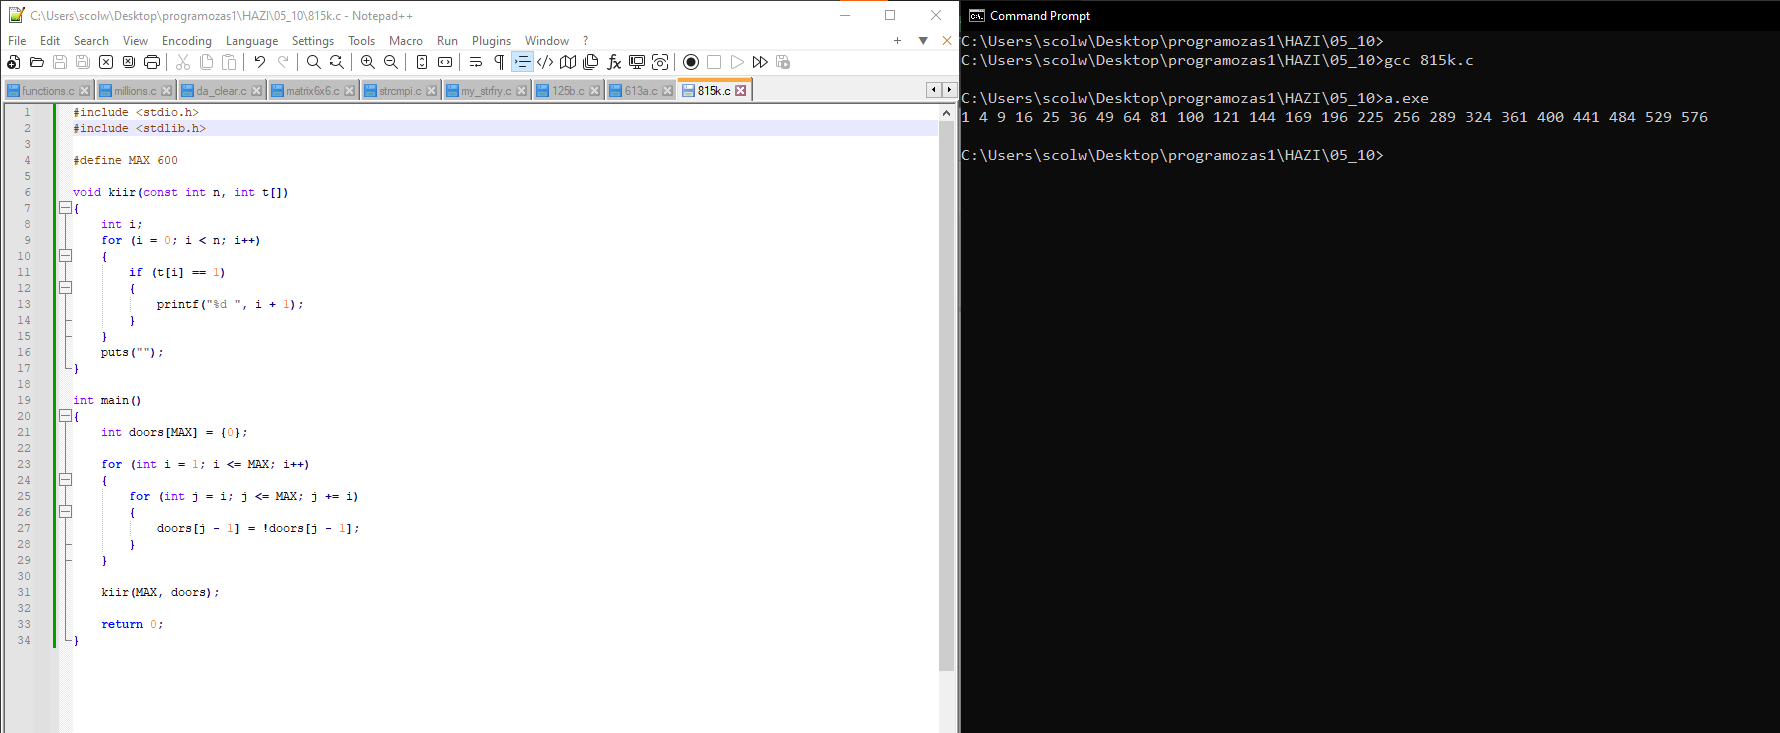 C:\Users\scolw\Desktop\programozas1\HAZI\05_10\815k.c - Notepad++
File Edit Search View Encoding Language Settings Tools Macro Run Plugins Window ?
functions.c millions.c da_clear.c matrix6x6.c strcmpi.c my_strfry.c 125b.c 613a.c 815k.c
1 #include <stdio.h>
2 #include <stdlib.h>
3
4 #define MAX 600
5
6 void kiir(const int n, int t[])
7 {
8 int i;
9 for (i = 0; i < n; i++)
10 {
11 if (t[i] == 1)
12 {
13 printf("%d ", i + 1);
14 }
15 }
16 puts("");
17 }
18
19 int main()
20 {
21 int doors[MAX] = {0};
22
23 for (int i = 1; i <= MAX; i++)
24 {
25 for (int j = i; j <= MAX; j += i)
26 {
27 doors[j - 1] = !doors[j - 1];
28 }
29 }
30
31 kiir(MAX, doors);
32
33 return 0;
34 }
Command Prompt
C:\Users\scolw\Desktop\programozas1\HAZI\05_10>
C:\Users\scolw\Desktop\programozas1\HAZI\05_10>gcc 815k.c
C:\Users\scolw\Desktop\programozas1\HAZI\05_10>a.exe
1 4 9 16 25 36 49 64 81 100 121 144 169 196 225 256 289 324 361 400 441 484 529 576
C:\Users\scolw\Desktop\programozas1\HAZI\05_10>